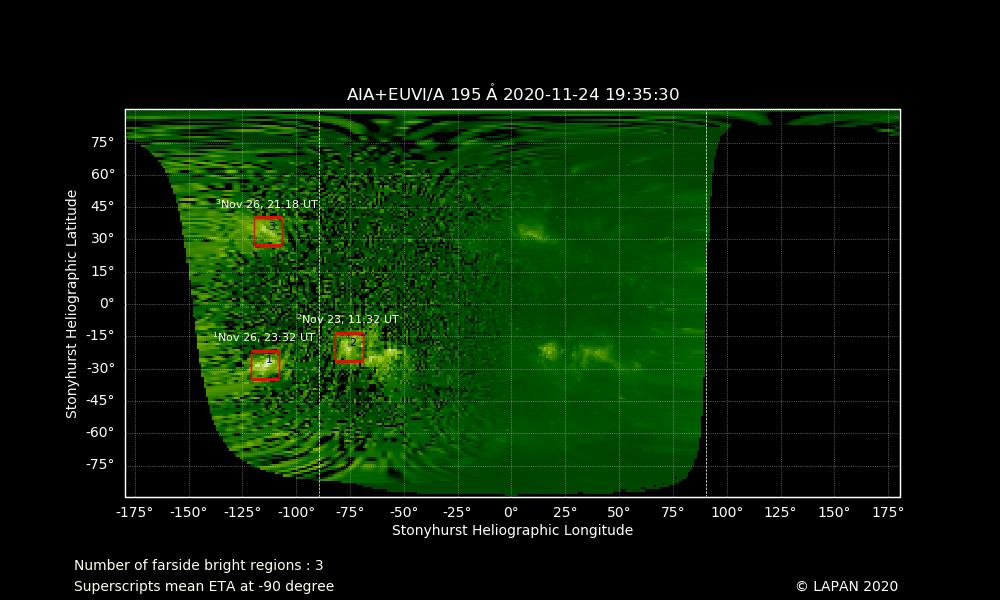 AIA+EUVI/A 195 Å 2020-11-24 19:35:30
Stonyhurst Heliographic Latitude
75°
60°
45°
30°
15°
0°
-15°
-30°
-45°
-60°
-75°
³Nov 26, 21:18 UT
3
²Nov 23, 11:32 UT
2
¹Nov 26, 23:32 UT
1
-175° -150° -125° -100° -75° -50° -25° 0° 25° 50° 75° 100° 125° 150° 175°
Stonyhurst Heliographic Longitude
Number of farside bright regions : 3
Superscripts mean ETA at -90 degree
© LAPAN 2020